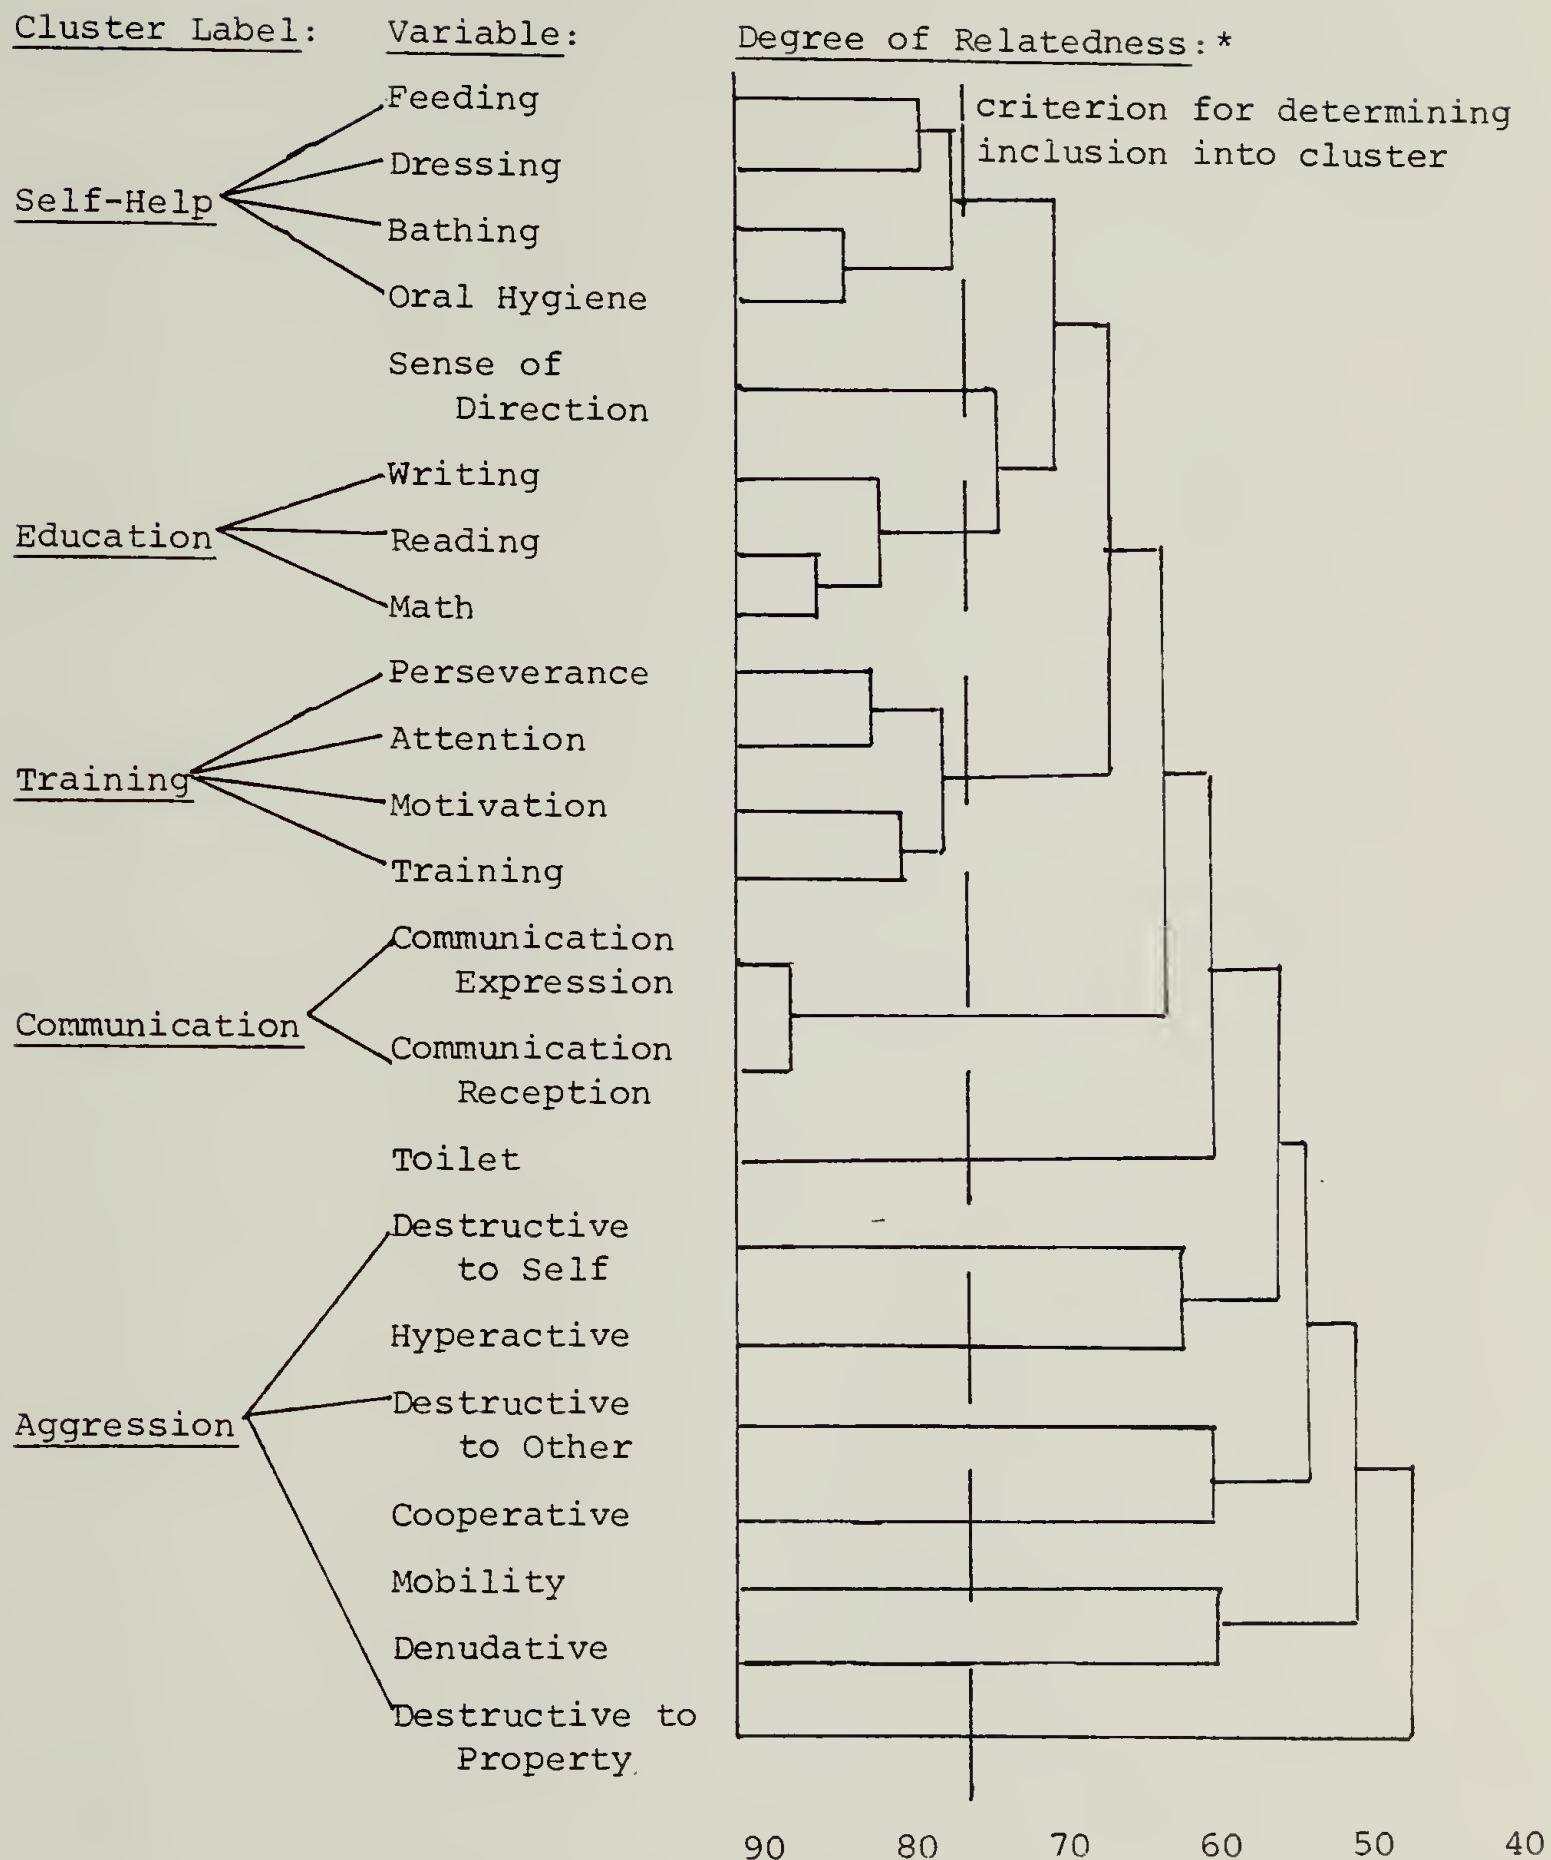 Cluster Label: Variable: Degree of Relatedness:*
Feeding
criterion for determining
inclusion into cluster
Dressing
Self-Help
Bathing
Oral Hygiene
Sense of
Direction
Writing
Education
Reading
Math
Perseverance
Attention
Training
Motivation
Training
Communication
Expression
Communication
Communication
Reception
Toilet
Destructive
to Self
Hyperactive
Destructive
Aggression
to Other
Cooperative
Mobility
Denudative
Destructive to
Property
90 80 70 60 50 40